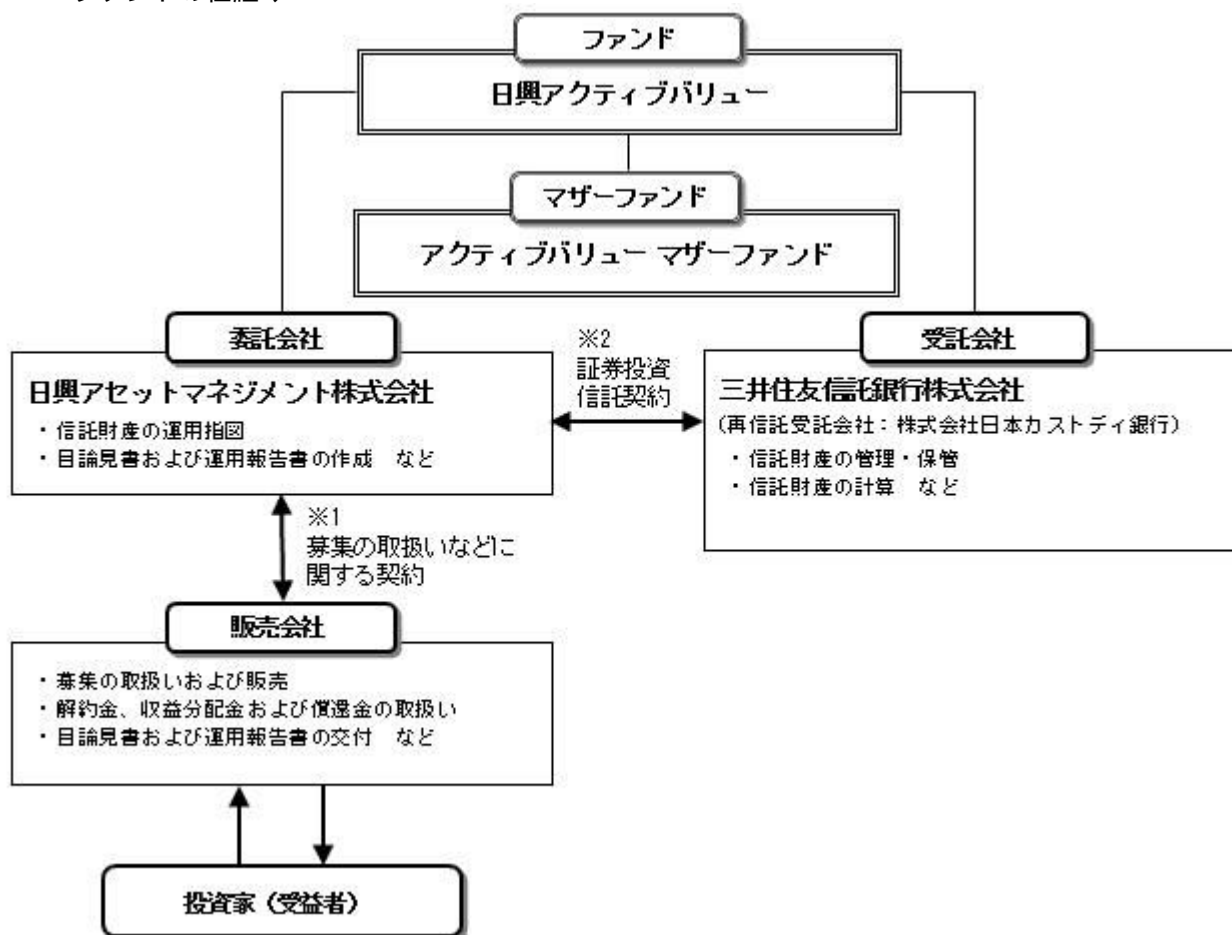 ファンド
日興アクティブバリュー
マザーファンド
アクティブバリュー マザーファンド
委託会社
日興アセットマネジメント株式会社
・信託財産の運用指図
・目論見書および運用報告書の作成　など
※2
証券投資
信託契約
受託会社
三井住友信託銀行株式会社
(再信託受託会社：株式会社日本カストディ銀行)
・信託財産の管理・保管
・信託財産の計算　など
※1
募集の取扱いなどに
関する契約
販売会社
・募集の取扱いおよび販売
・解約金、収益分配金および償還金の取扱い
・目論見書および運用報告書の交付　など
投資家（受益者）